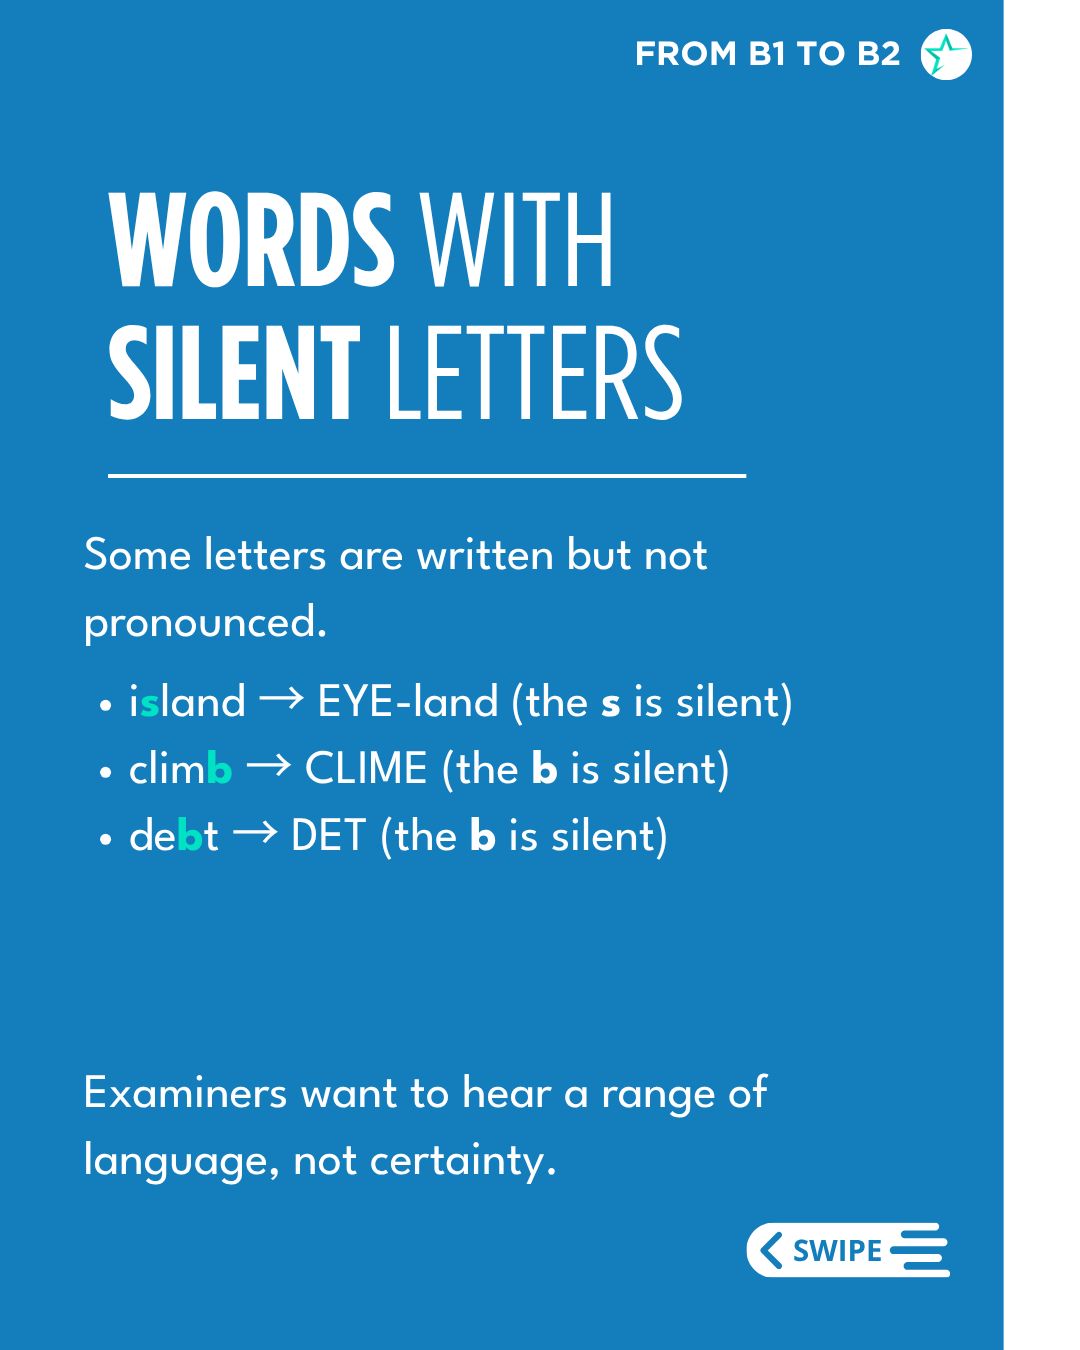 FROM B1 TO B2
WORDS WITH
SILENT LETTERS
Some letters are written but not
pronounced.
• island → EYE-land (the s is silent)
• climb → CLIME (the b is silent)
• debt → DET (the b is silent)
Examiners want to hear a range of
language, not certainty.
SWIPE